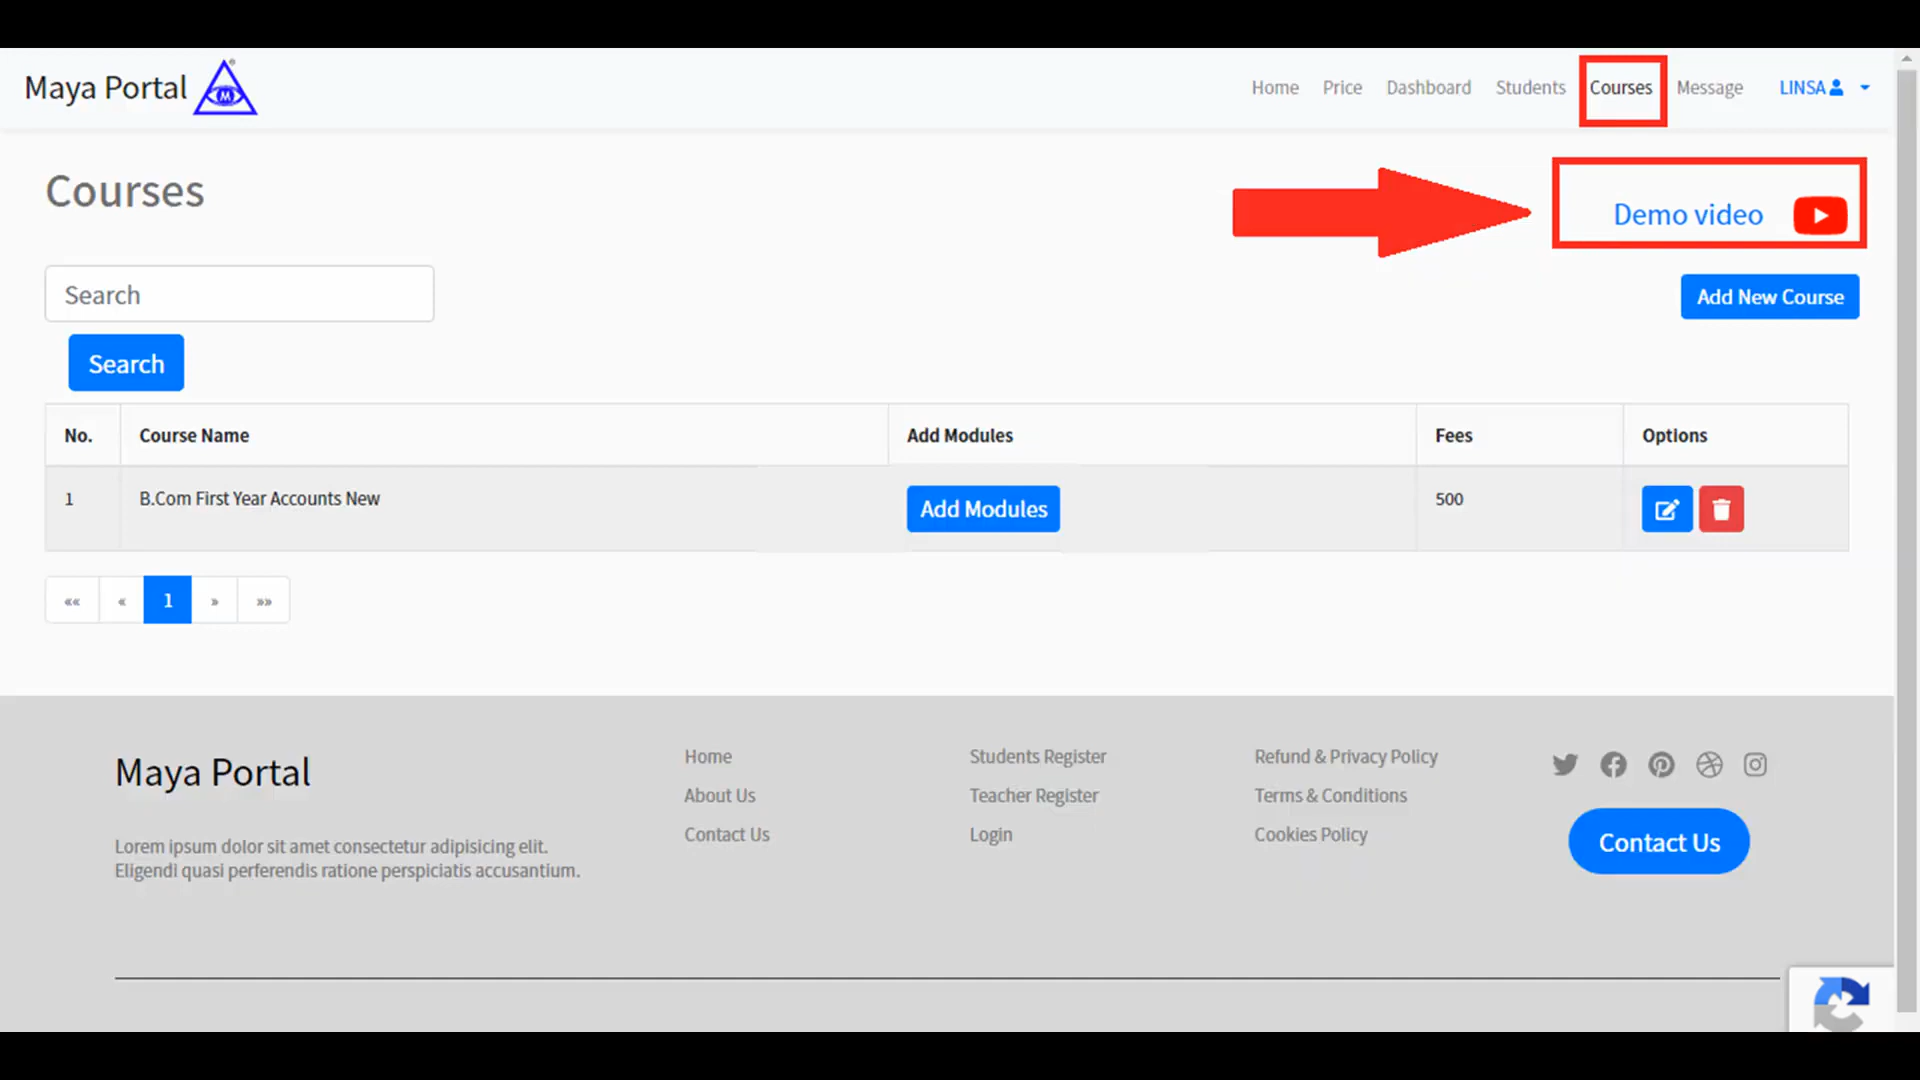 Maya Portal
M
Home Price Dashboard Students Courses Message LINSA
Courses
Demo video
Search
Add New Course
Search
No. Course Name Add Modules Fees Options
1 B.Com First Year Accounts New Add Modules 500
«« « 1 » »»
Maya Portal
Lorem ipsum dolor sit amet consectetur adipisicing elit.
Eligendi quasi perferendis ratione perspiciatis accusantium.
Home
About Us
Contact Us
Students Register
Teacher Register
Login
Refund & Privacy Policy
Terms & Conditions
Cookies Policy
Contact Us